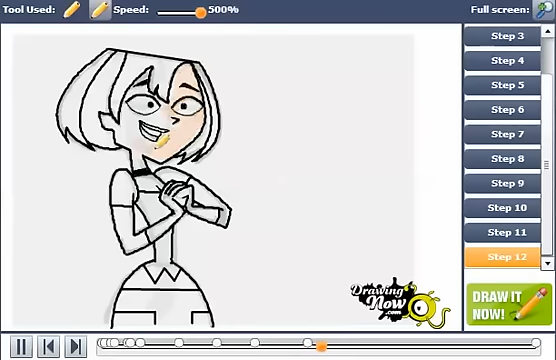 Tool Used: Speed: 500% Full screen:
Step 3
Step 4
Step 5
Step 6
Step 7
Step 8
Step 9
Step 10
Step 11
Step 12
Drawing
Now.com
DRAW IT
NOW!